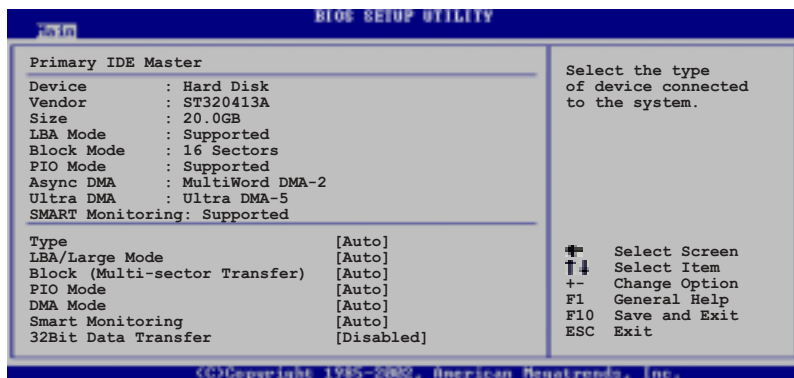 BIOS SETUP UTILITY
Main
Primary IDE Master
Device : Hard Disk
Vendor : ST320413A
Size : 20.0GB
LBA Mode : Supported
Block Mode : 16 Sectors
PIO Mode : Supported
Async DMA : MultiWord DMA-2
Ultra DMA : Ultra DMA-5
SMART Monitoring: Supported
Type [Auto]
LBA/Large Mode [Auto]
Block (Multi-sector Transfer) [Auto]
PIO Mode [Auto]
DMA Mode [Auto]
Smart Monitoring [Auto]
32Bit Data Transfer [Disabled]
Select the type
of device connected
to the system.
← Select Screen
↑↓ Select Item
+- Change Option
F1 General Help
F10 Save and Exit
ESC Exit
(C)Copyright 1985-2002, American Megatrends, Inc.